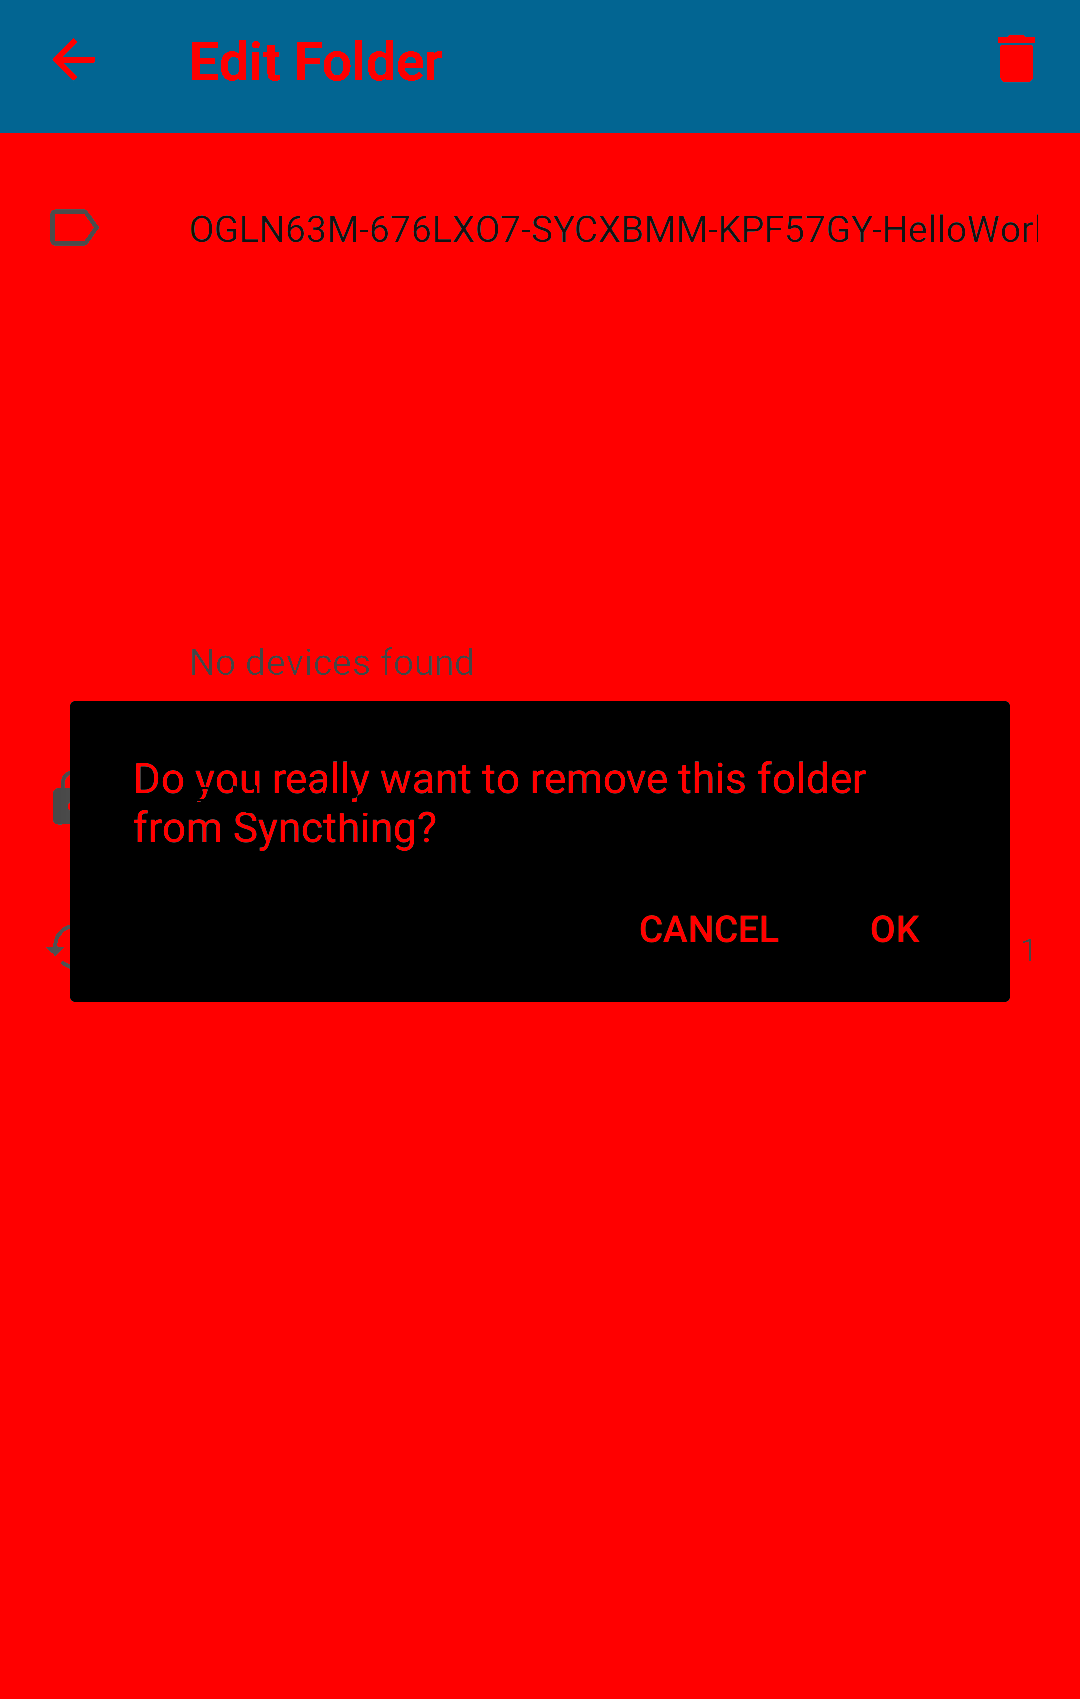 Edit Folder
OGLN63M-676LXO7-SYCXBMM-KPF57GY-HelloWorl
No devices found
Do you really want to remove this folder
from Syncthing?
CANCEL OK
1